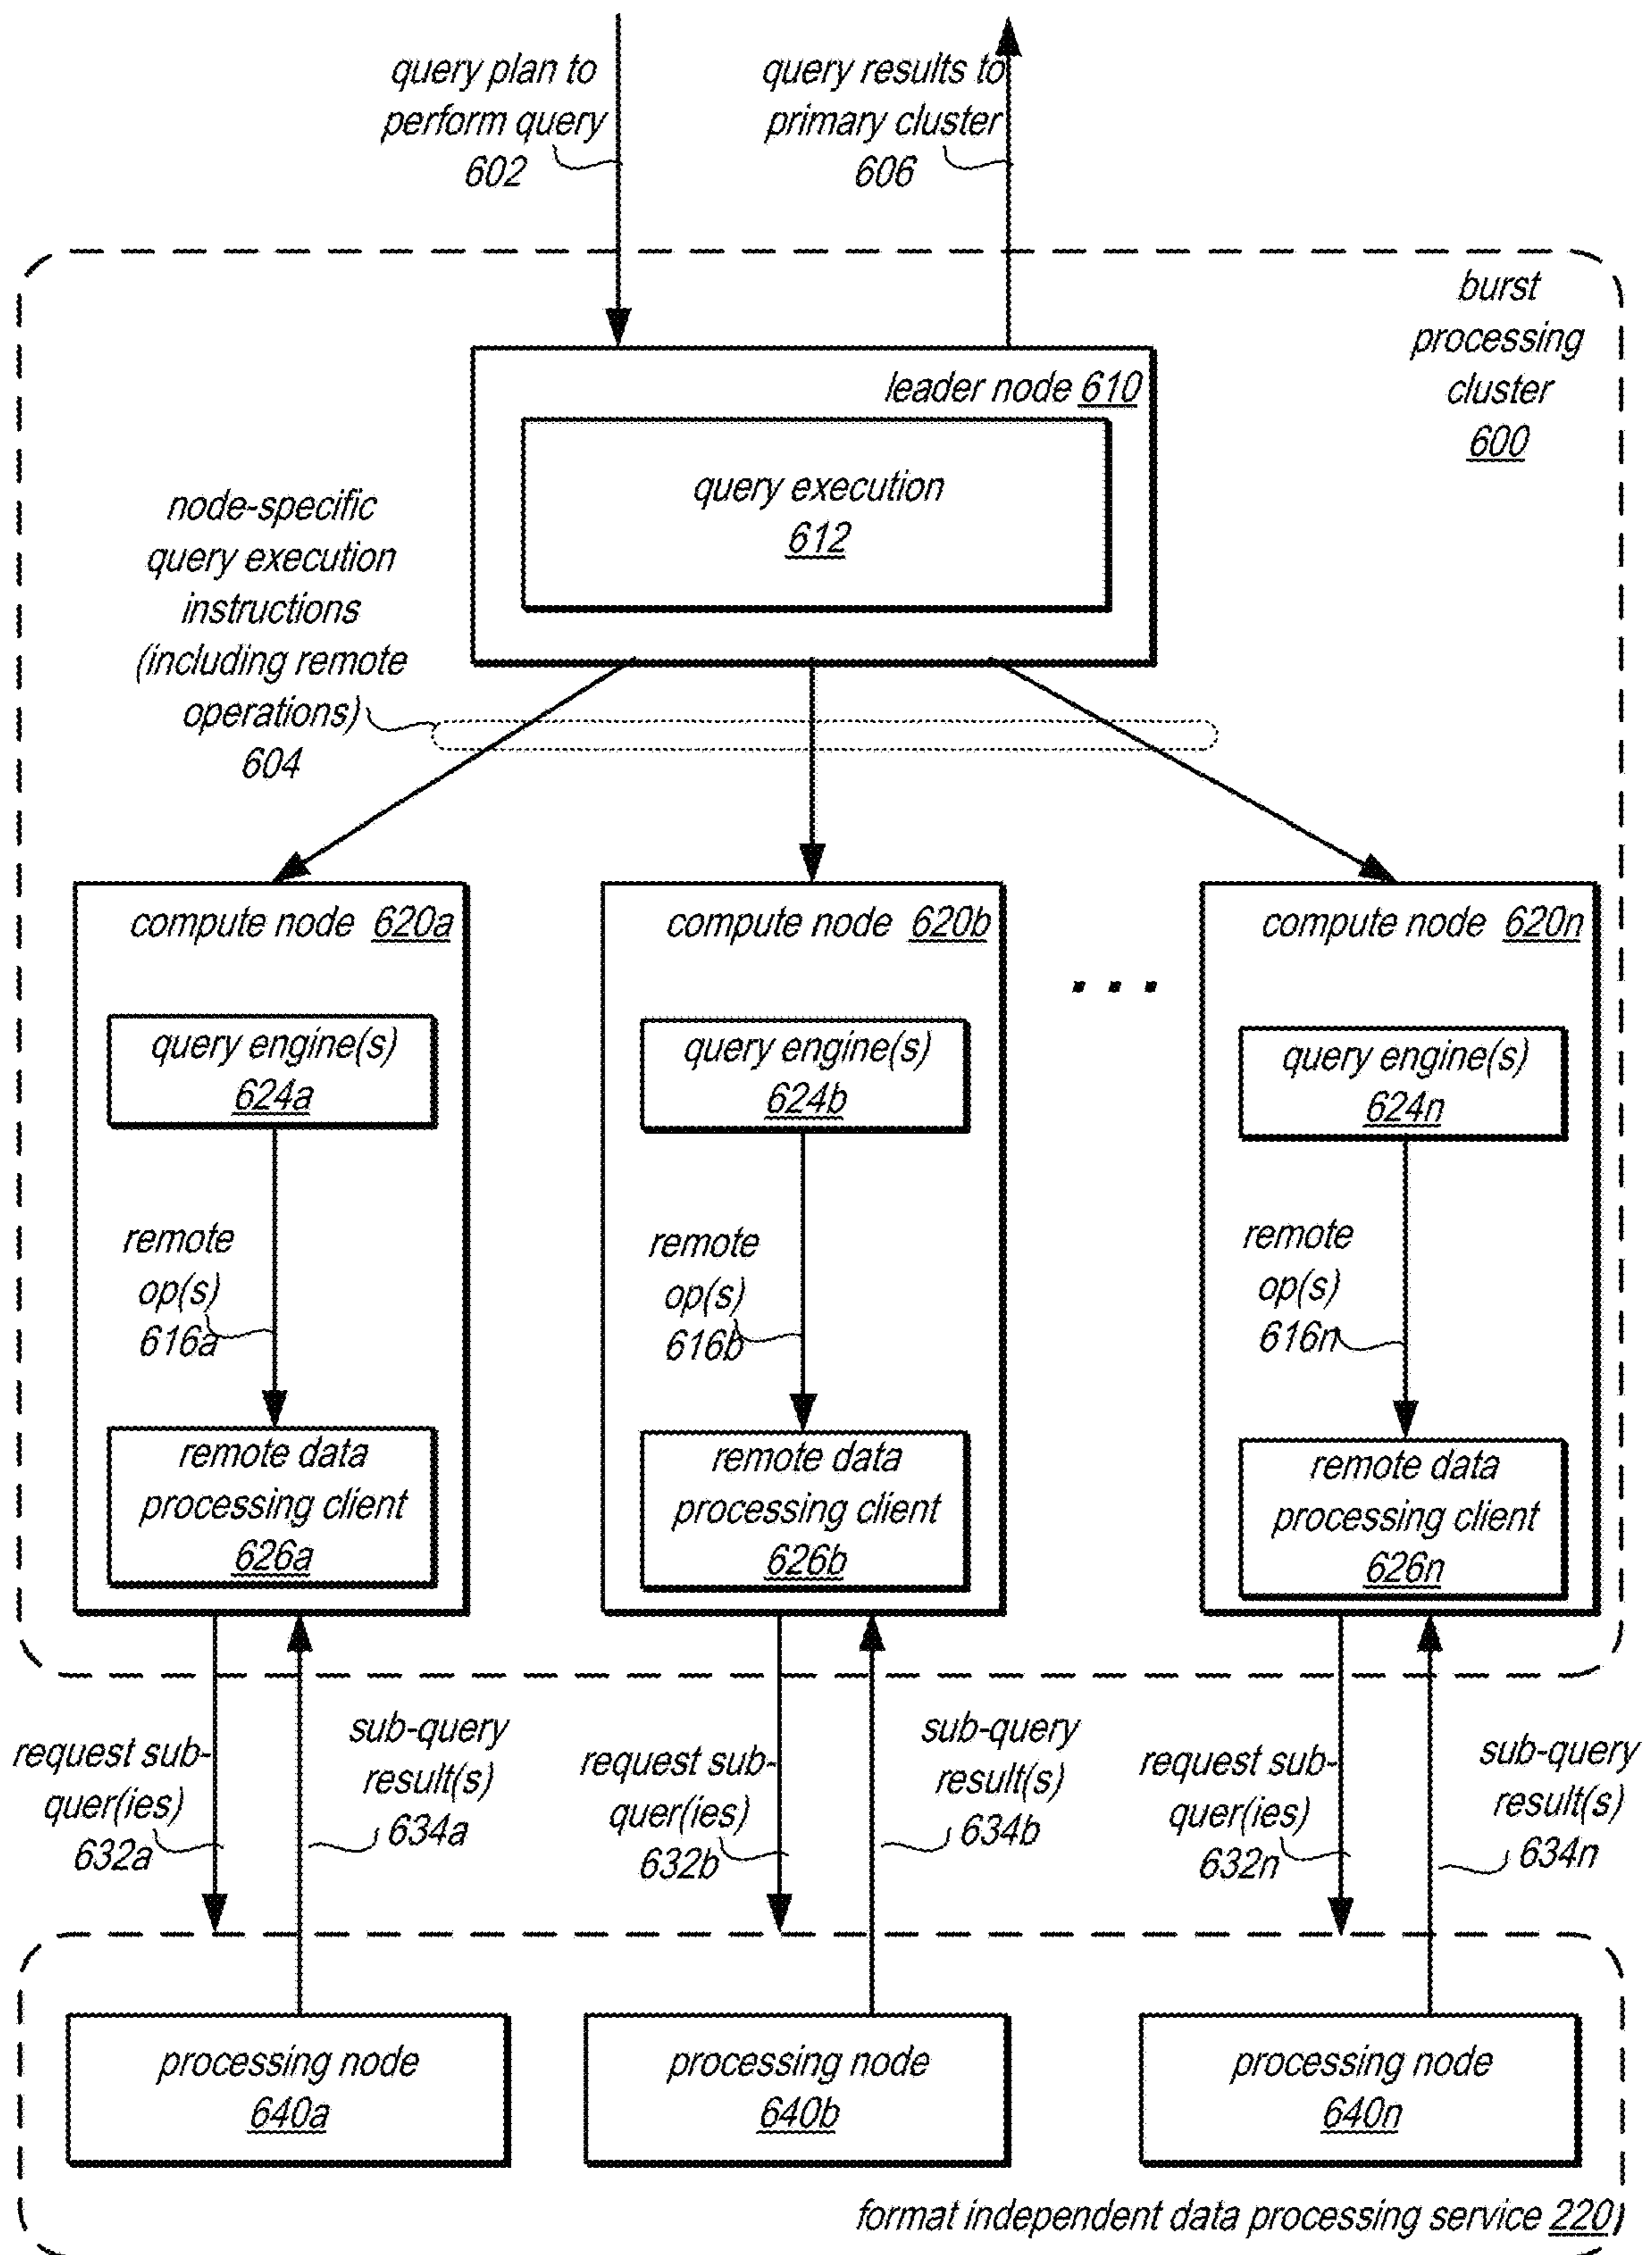 query plan to
perform query
602
query results to
primary cluster
606
burst
processing
cluster
600
leader node 610
query execution
612
node-specific
query execution
instructions
(including remote
operations)
604
compute node 620a
query engine(s)
624a
remote
op(s)
616a
remote data
processing client
626a
compute node 620b
query engine(s)
624b
remote
op(s)
616b
remote data
processing client
626b
. . .
compute node 620n
query engine(s)
624n
remote
op(s)
616n
remote data
processing client
626n
request sub-
quer(ies)
632a
sub-query
result(s)
634a
request sub-
quer(ies)
632b
sub-query
result(s)
634b
request sub-
quer(ies)
632n
sub-query
result(s)
634n
processing node
640a
processing node
640b
processing node
640n
format independent data processing service 220